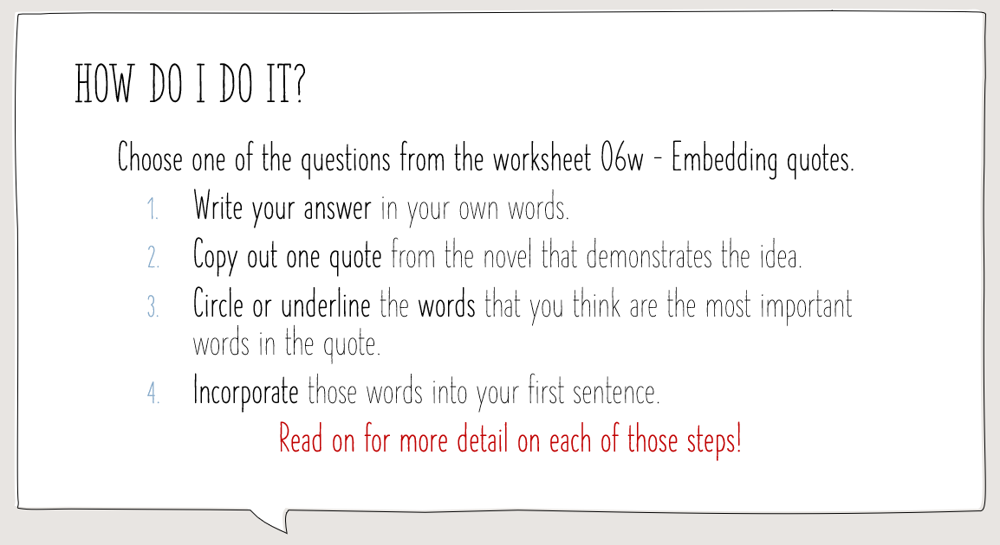 HOW DO I DO IT?
Choose one of the questions from the worksheet 06w - Embedding quotes.
1. Write your answer in your own words.
2. Copy out one quote from the novel that demonstrates the idea.
3. Circle or underline the words that you think are the most important
words in the quote.
4. Incorporate those words into your first sentence.
Read on for more detail on each of those steps!